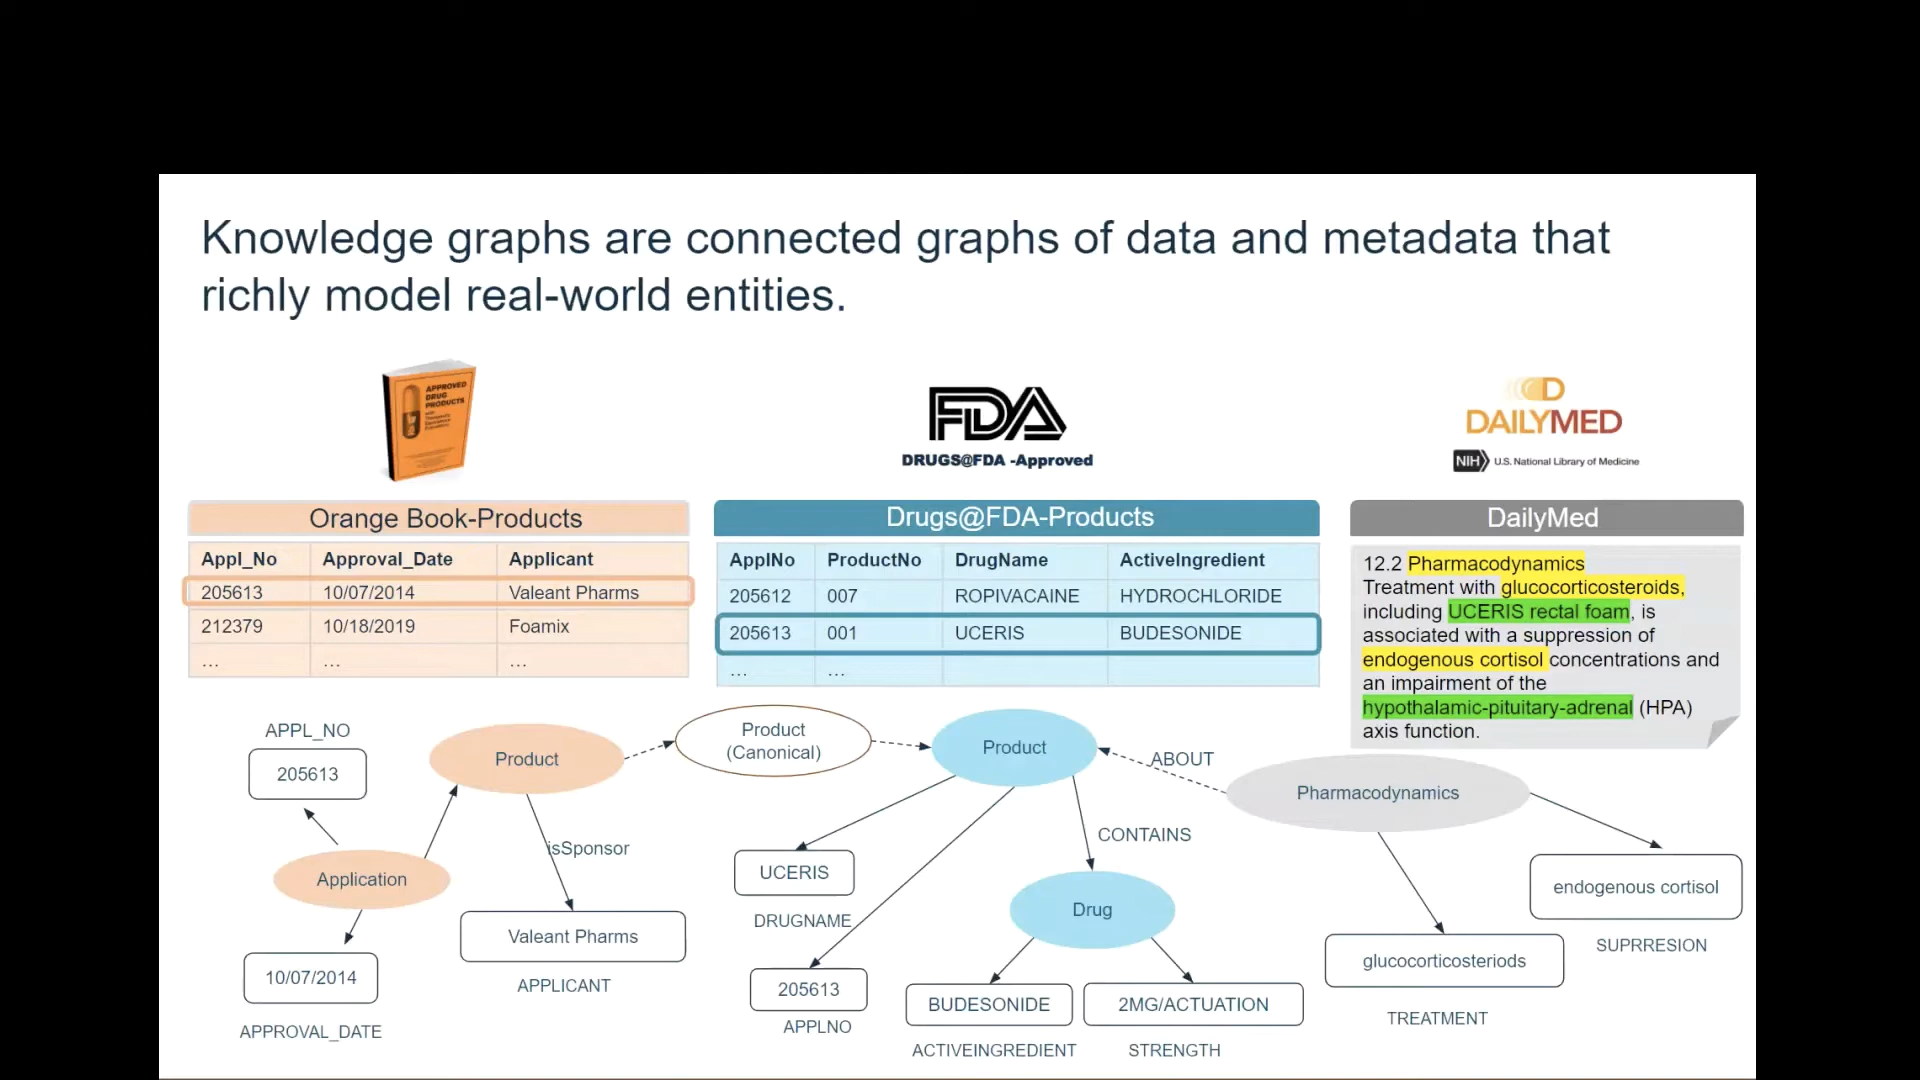 Knowledge graphs are connected graphs of data and metadata that
richly model real-world entities.
APPROVED
DRUG
PRODUCTS
FDA
DRUGS@FDA -Approved
DAILYMED
NIH U.S. National Library of Medicine
Orange Book-Products
Appl_No Approval_Date Applicant
205613 10/07/2014 Valeant Pharms
212379 10/18/2019 Foamix
... ... ...
Drugs@FDA-Products
ApplNo ProductNo DrugName ActiveIngredient
205612 007 ROPIVACAINE HYDROCHLORIDE
205613 001 UCERIS BUDESONIDE
... ...
DailyMed
12.2 Pharmacodynamics
Treatment with glucocorticosteroids,
including UCERIS rectal foam, is
associated with a suppression of
endogenous cortisol concentrations and
an impairment of the
hypothalamic-pituitary-adrenal (HPA)
axis function.
APPL_NO
205613
Product
Application
isSponsor
10/07/2014
APPROVAL_DATE
Valeant Pharms
APPLICANT
Product
(Canonical)
Product
ABOUT
CONTAINS
UCERIS
DRUGNAME
205613
APPLNO
Drug
BUDESONIDE
ACTIVEINGREDIENT
2MG/ACTUATION
STRENGTH
Pharmacodynamics
glucocorticosteriods
TREATMENT
endogenous cortisol
SUPRRESION